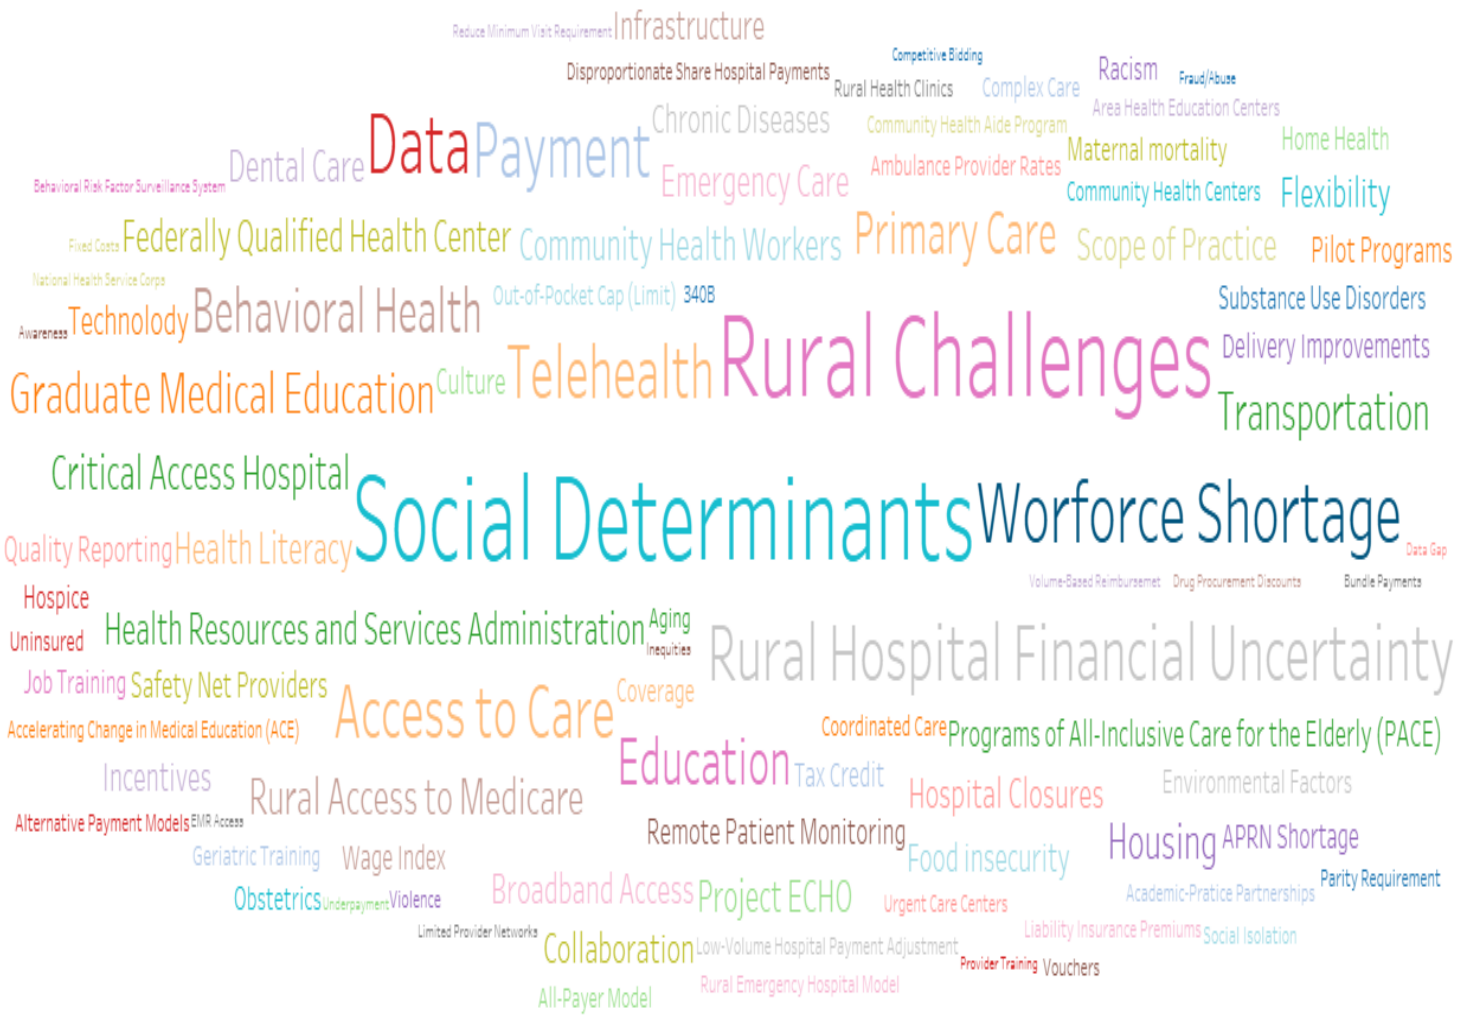 Reduce Minimum Visit Requirement
Infrastructure
Competitive Bidding
Disproportionate Share Hospital Payments
Racism
Fraud/Abuse
Rural Health Clinics
Complex Care
Area Health Education Centers
Data
Payment
Chronic Diseases
Community Health Aide Program
Maternal mortality
Home Health
Dental Care
Emergency Care
Ambulance Provider Rates
Behavioral Risk Factor Surveillance System
Community Health Centers
Flexibility
Fixed Costs
Federally Qualified Health Center
Community Health Workers
Primary Care
Scope of Practice
Pilot Programs
National Health Service Corps
Behavioral Health
Out-of-Pocket Cap (Limit)
340B
Substance Use Disorders
Awareness
Technolody
Rural Challenges
Delivery Improvements
Graduate Medical Education
Culture
Telehealth
Transportation
Critical Access Hospital
Social Determinants
Worforce Shortage
Quality Reporting
Health Literacy
Data Gap
Volume-Based Reimbursemet
Drug Procurement Discounts
Bundle Payments
Hospice
Uninsured
Health Resources and Services Administration
Aging
Inequities
Rural Hospital Financial Uncertainty
Job Training
Safety Net Providers
Access to Care
Coverage
Accelerating Change in Medical Education (ACE)
Coordinated Care
Programs of All-Inclusive Care for the Elderly (PACE)
Incentives
Rural Access to Medicare
Education
Tax Credit
Hospital Closures
Environmental Factors
Alternative Payment Models
EMR Access
Remote Patient Monitoring
Housing
APRN Shortage
Geriatric Training
Wage Index
Food insecurity
Parity Requirement
Obstetrics
Underpayment
Violence
Broadband Access
Project ECHO
Urgent Care Centers
Academic-Pratice Partnerships
Limited Provider Networks
Collaboration
Low-Volume Hospital Payment Adjustment
Liability Insurance Premiums
Social Isolation
Provider Training
Vouchers
All-Payer Model
Rural Emergency Hospital Model